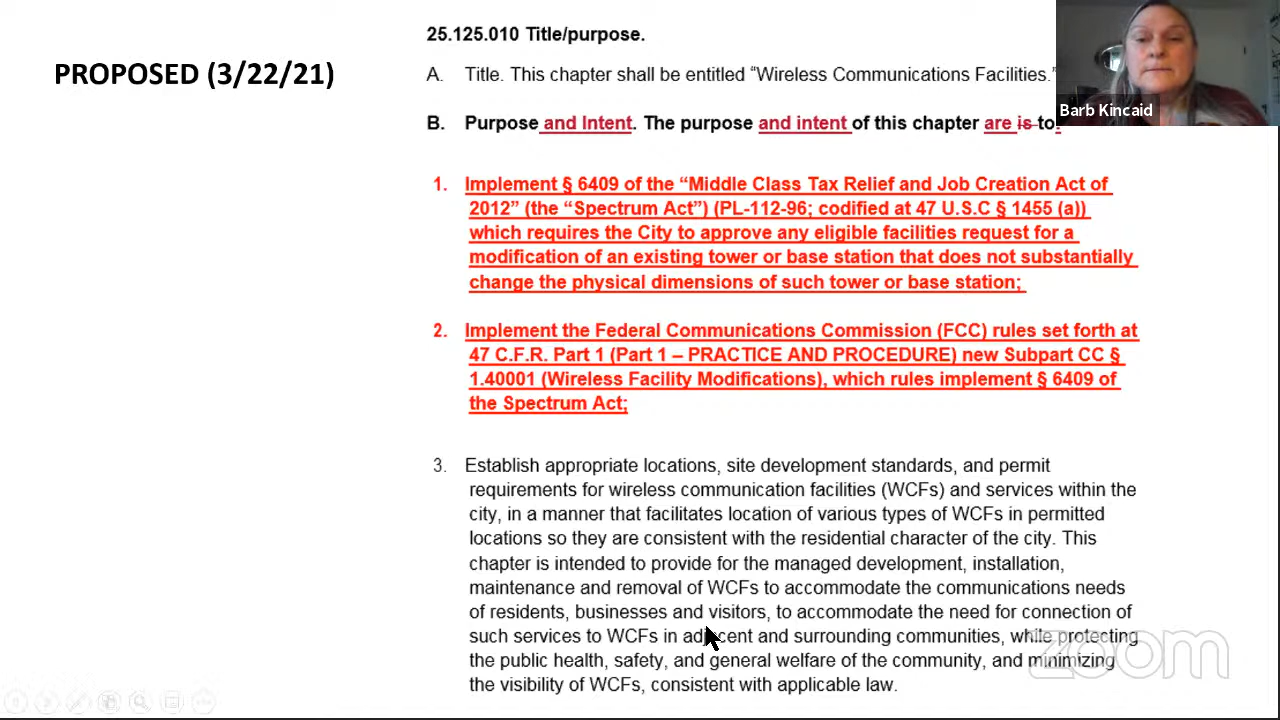 PROPOSED (3/22/21)
25.125.010 Title/purpose.
A. Title. This chapter shall be entitled “Wireless Communications Facilities.”
B. Purpose and Intent. The purpose and intent of this chapter are is to:
1. Implement § 6409 of the “Middle Class Tax Relief and Job Creation Act of
2012” (the “Spectrum Act”) (PL-112-96; codified at 47 U.S.C § 1455 (a))
which requires the City to approve any eligible facilities request for a
modification of an existing tower or base station that does not substantially
change the physical dimensions of such tower or base station;
2. Implement the Federal Communications Commission (FCC) rules set forth at
47 C.F.R. Part 1 (Part 1 – PRACTICE AND PROCEDURE) new Subpart CC §
1.40001 (Wireless Facility Modifications), which rules implement § 6409 of
the Spectrum Act;
3. Establish appropriate locations, site development standards, and permit
requirements for wireless communication facilities (WCFs) and services within the
city, in a manner that facilitates location of various types of WCFs in permitted
locations so they are consistent with the residential character of the city. This
chapter is intended to provide for the managed development, installation,
maintenance and removal of WCFs to accommodate the communications needs
of residents, businesses and visitors, to accommodate the need for connection of
such services to WCFs in adjacent and surrounding communities, while protecting
the public health, safety, and general welfare of the community, and minimizing
the visibility of WCFs, consistent with applicable law.
Barb Kincaid
zoom